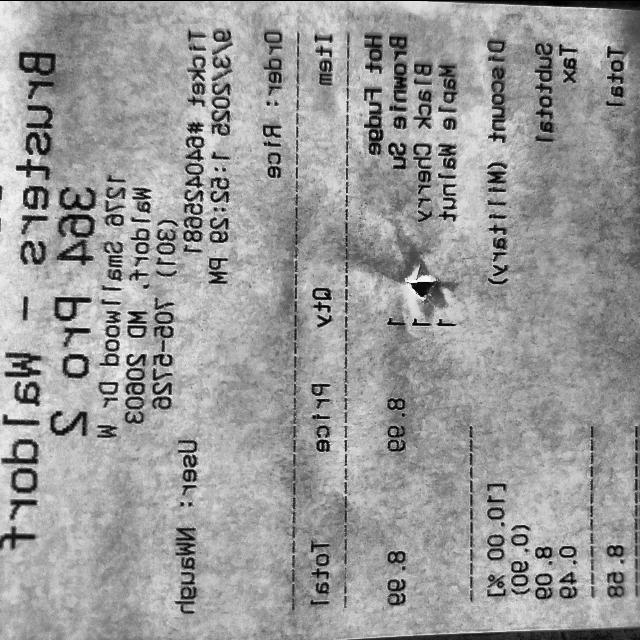 Brusters - Waldorf
364 Pro 2
1276 Smallwood Dr W
Waldorf, MD 20603
(301) 705-5726
User: NWaugh
Ticket
9/3/2025 1:52:29 PM
Order: Rice
Item Qty Price Total
Hot Fudge
Brownie Su 1 8.99 8.99
Black Cherry 1
Maple Walnut 1
Discount (Military) [10.00 %]
(0.90)
Subtotal 8.09
Tax 0.49
Total 8.58